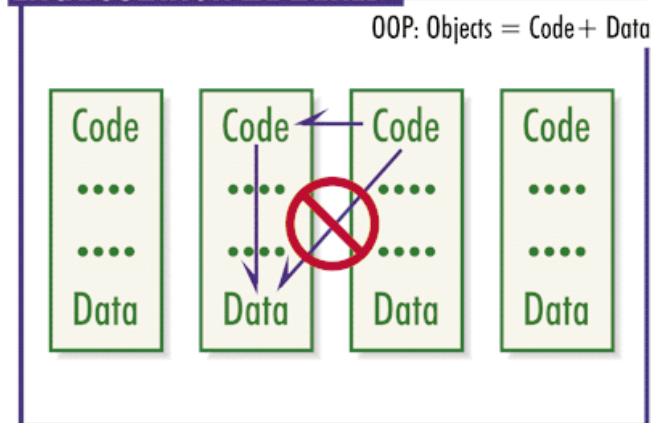 OOP: Objects = Code + Data
Code Code Code Code
•••• •••• •••• ••••
•••• •••• •••• ••••
Data Data Data Data